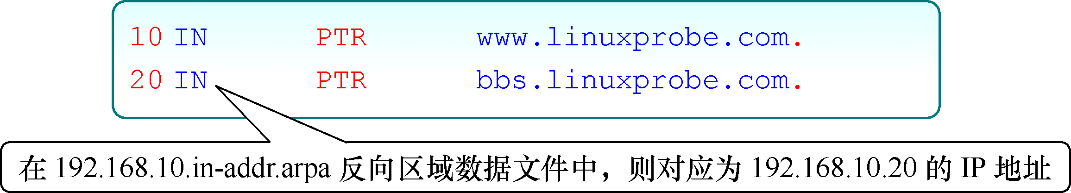 10 IN PTR www.linuxprobe.com.
20 IN PTR bbs.linuxprobe.com.
在 192.168.10.in-addr.arpa 反向区域数据文件中，则对应为 192.168.10.20 的 IP 地址